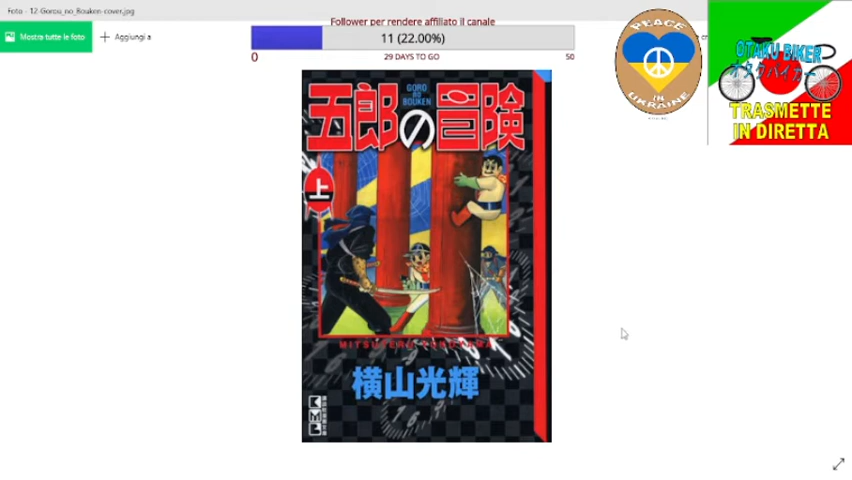 Foto - 12-Gorosi_no_Bouken-cover.jpg
Mostra tutte le foto
Aggiungi a
Follower per rendere affiliato il canale
11 (22.00%)
0
29 DAYS TO GO
50
PEACE
IN
UKRAINE
OTAKU BIKER
オタクバイカー
TRASMETTE
IN DIRETTA
五郎の冒険
GORO
NO
BOUKEN
上
MITSUTERU YOKOYAMA
横山光輝